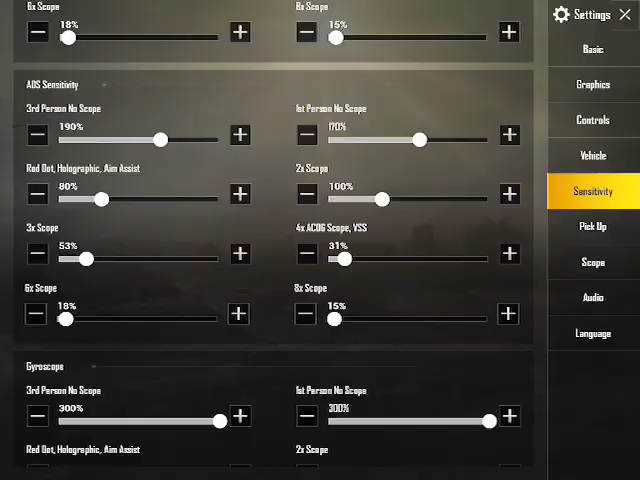 6x Scope
8x Scope
18%
15%
Settings
Basic
Graphics
Controls
Vehicle
Sensitivity
Pick Up
Scope
Audio
Language
ADS Sensitivity
3rd Person No Scope
1st Person No Scope
190%
170%
Red Dot, Holographic, Aim Assist
2x Scope
80%
100%
3x Scope
4x ACOG Scope, VSS
53%
31%
6x Scope
8x Scope
18%
15%
Gyroscope
3rd Person No Scope
1st Person No Scope
300%
300%
Red Dot, Holographic, Aim Assist
2x Scope